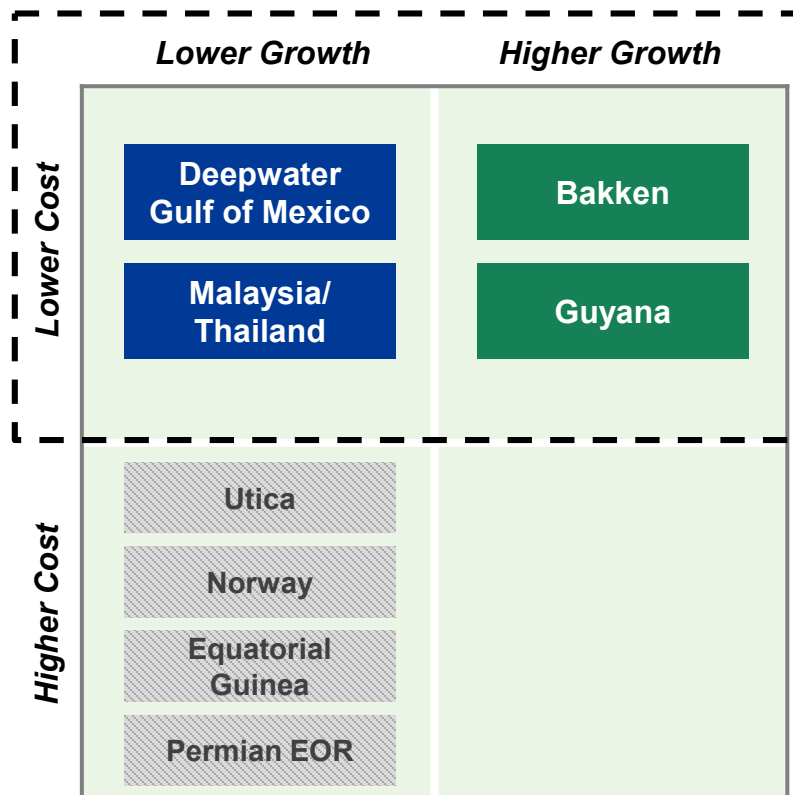 Lower Growth
Higher Growth
Lower Cost
Deepwater
Gulf of Mexico
Bakken
Malaysia/
Thailand
Guyana
Higher Cost
Utica
Norway
Equatorial
Guinea
Permian EOR